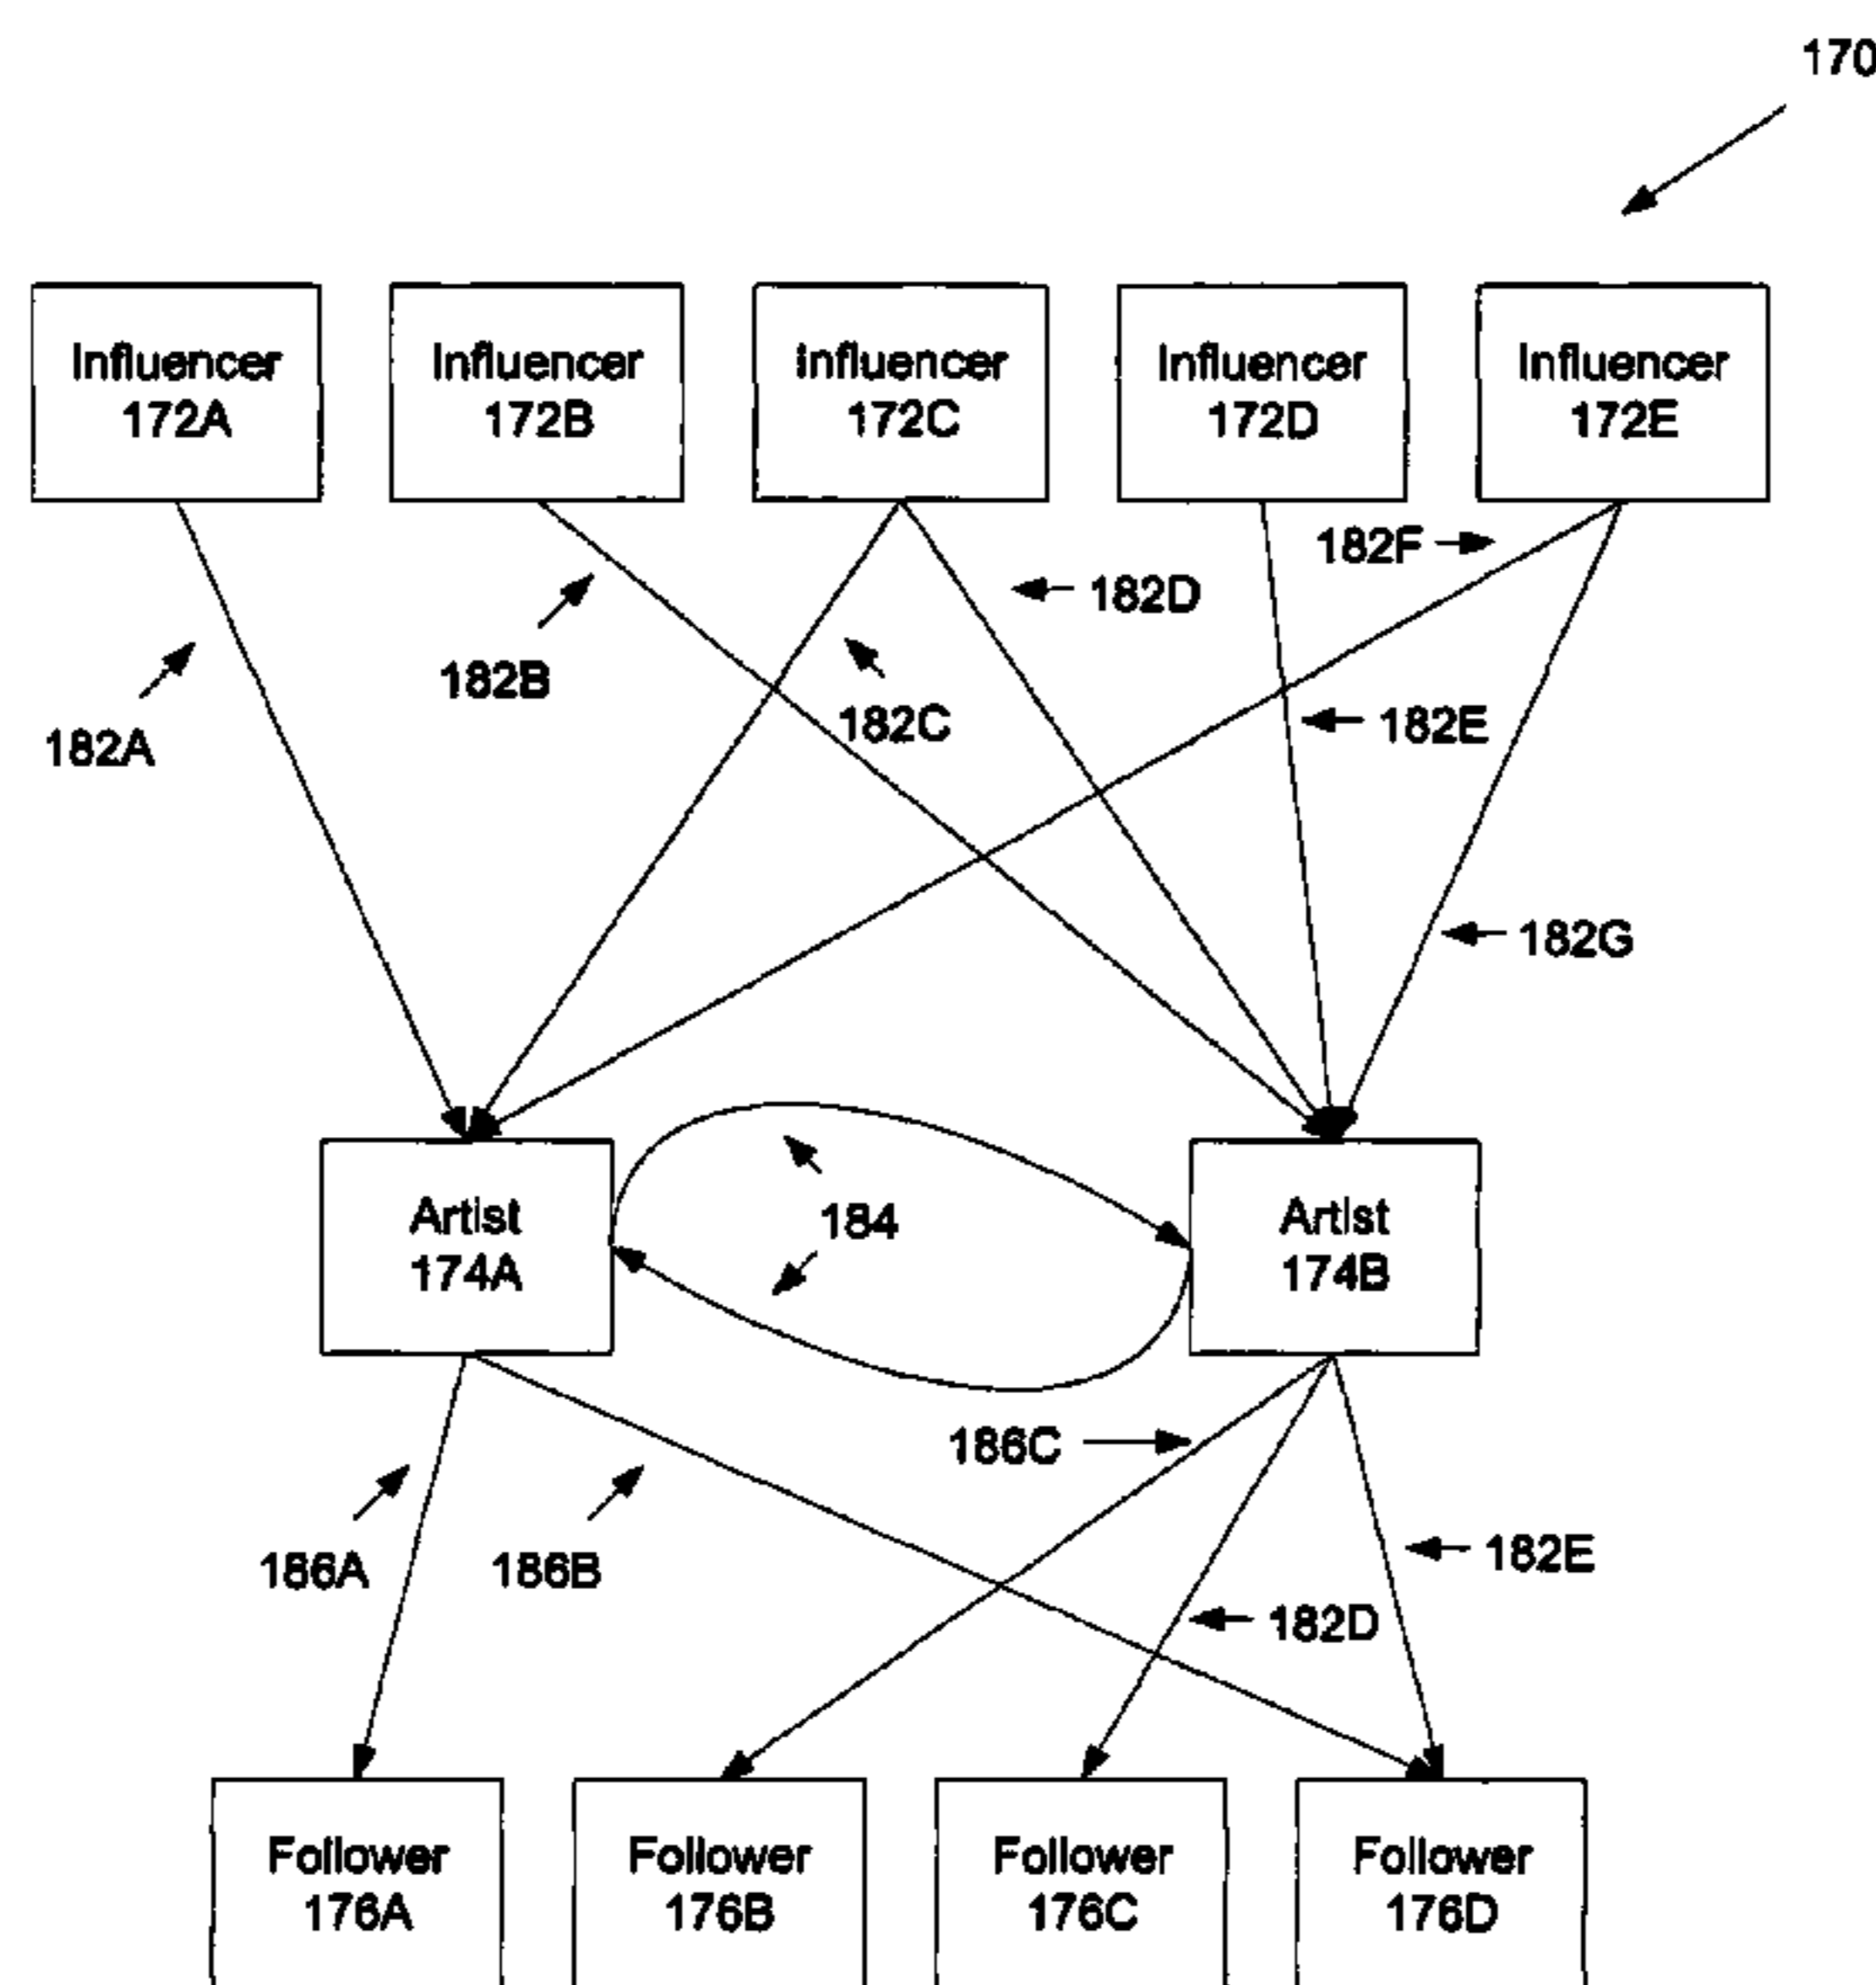 170
Influencer
172A
Influencer
172B
Influencer
172C
Influencer
172D
Influencer
172E
182F
182D
182B
182C
182E
182A
182G
Artist
174A
184
Artist
174B
186C
186A
186B
182E
182D
Follower
176A
Follower
176B
Follower
176C
Follower
176D